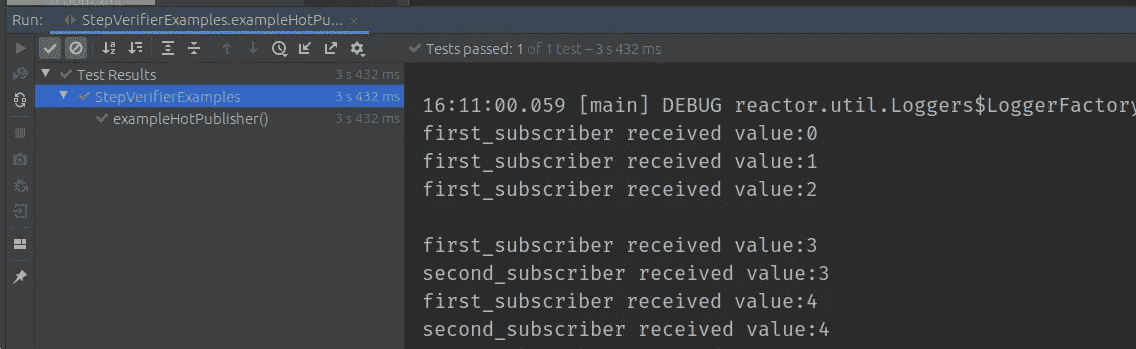 Run: StepVerifierExamples.exampleHotPu... ×
Tests passed: 1 of 1 test – 3 s 432 ms
Test Results 3 s 432 ms
StepVerifierExamples 3 s 432 ms
exampleHotPublisher() 3 s 432 ms
16:11:00.059 [main] DEBUG reactor.util.Loggers$LoggerFactory
first_subscriber received value:0
first_subscriber received value:1
first_subscriber received value:2
first_subscriber received value:3
second_subscriber received value:3
first_subscriber received value:4
second_subscriber received value:4